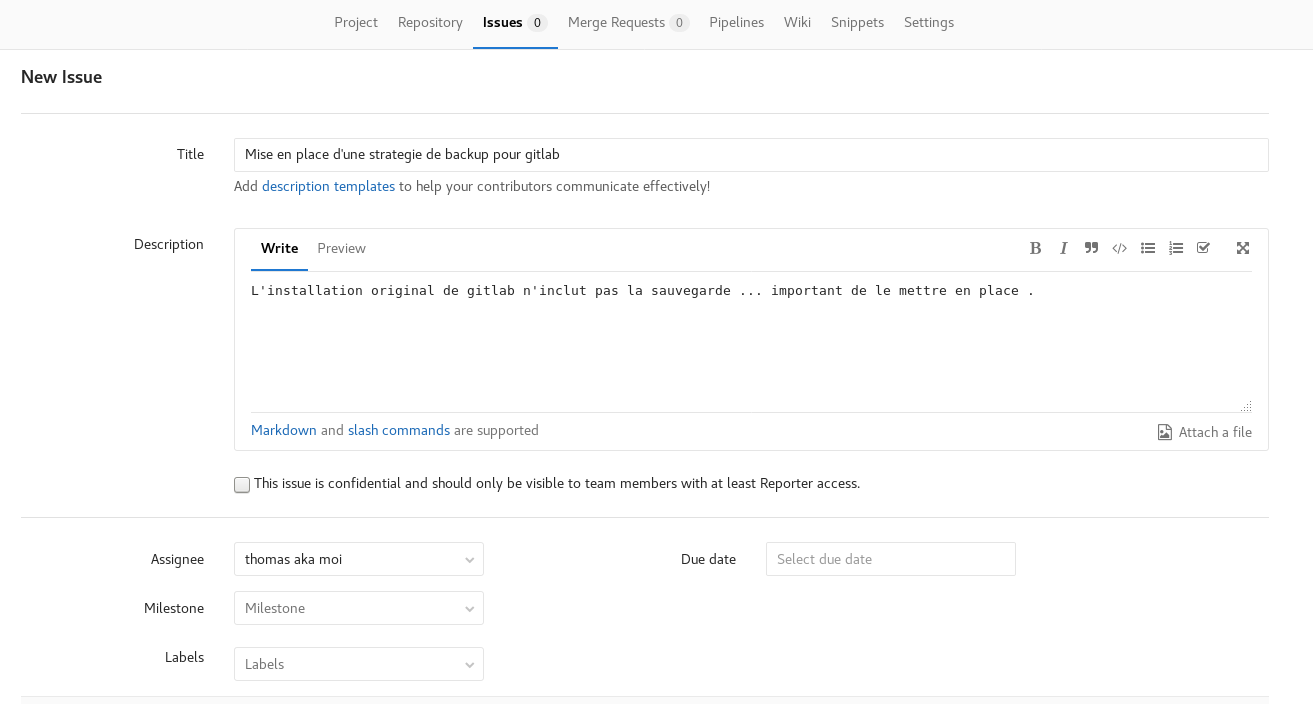 Project Repository Issues 0 Merge Requests 0 Pipelines Wiki Snippets Settings
New Issue
Title Mise en place d'une strategie de backup pour gitlab
Add description templates to help your contributors communicate effectively!
Description Write Preview
L'installation original de gitlab n'inclut pas la sauvegarde ... important de le mettre en place .
Markdown and slash commands are supported Attach a file
This issue is confidential and should only be visible to team members with at least Reporter access.
Assignee thomas aka moi Due date Select due date
Milestone Milestone
Labels Labels